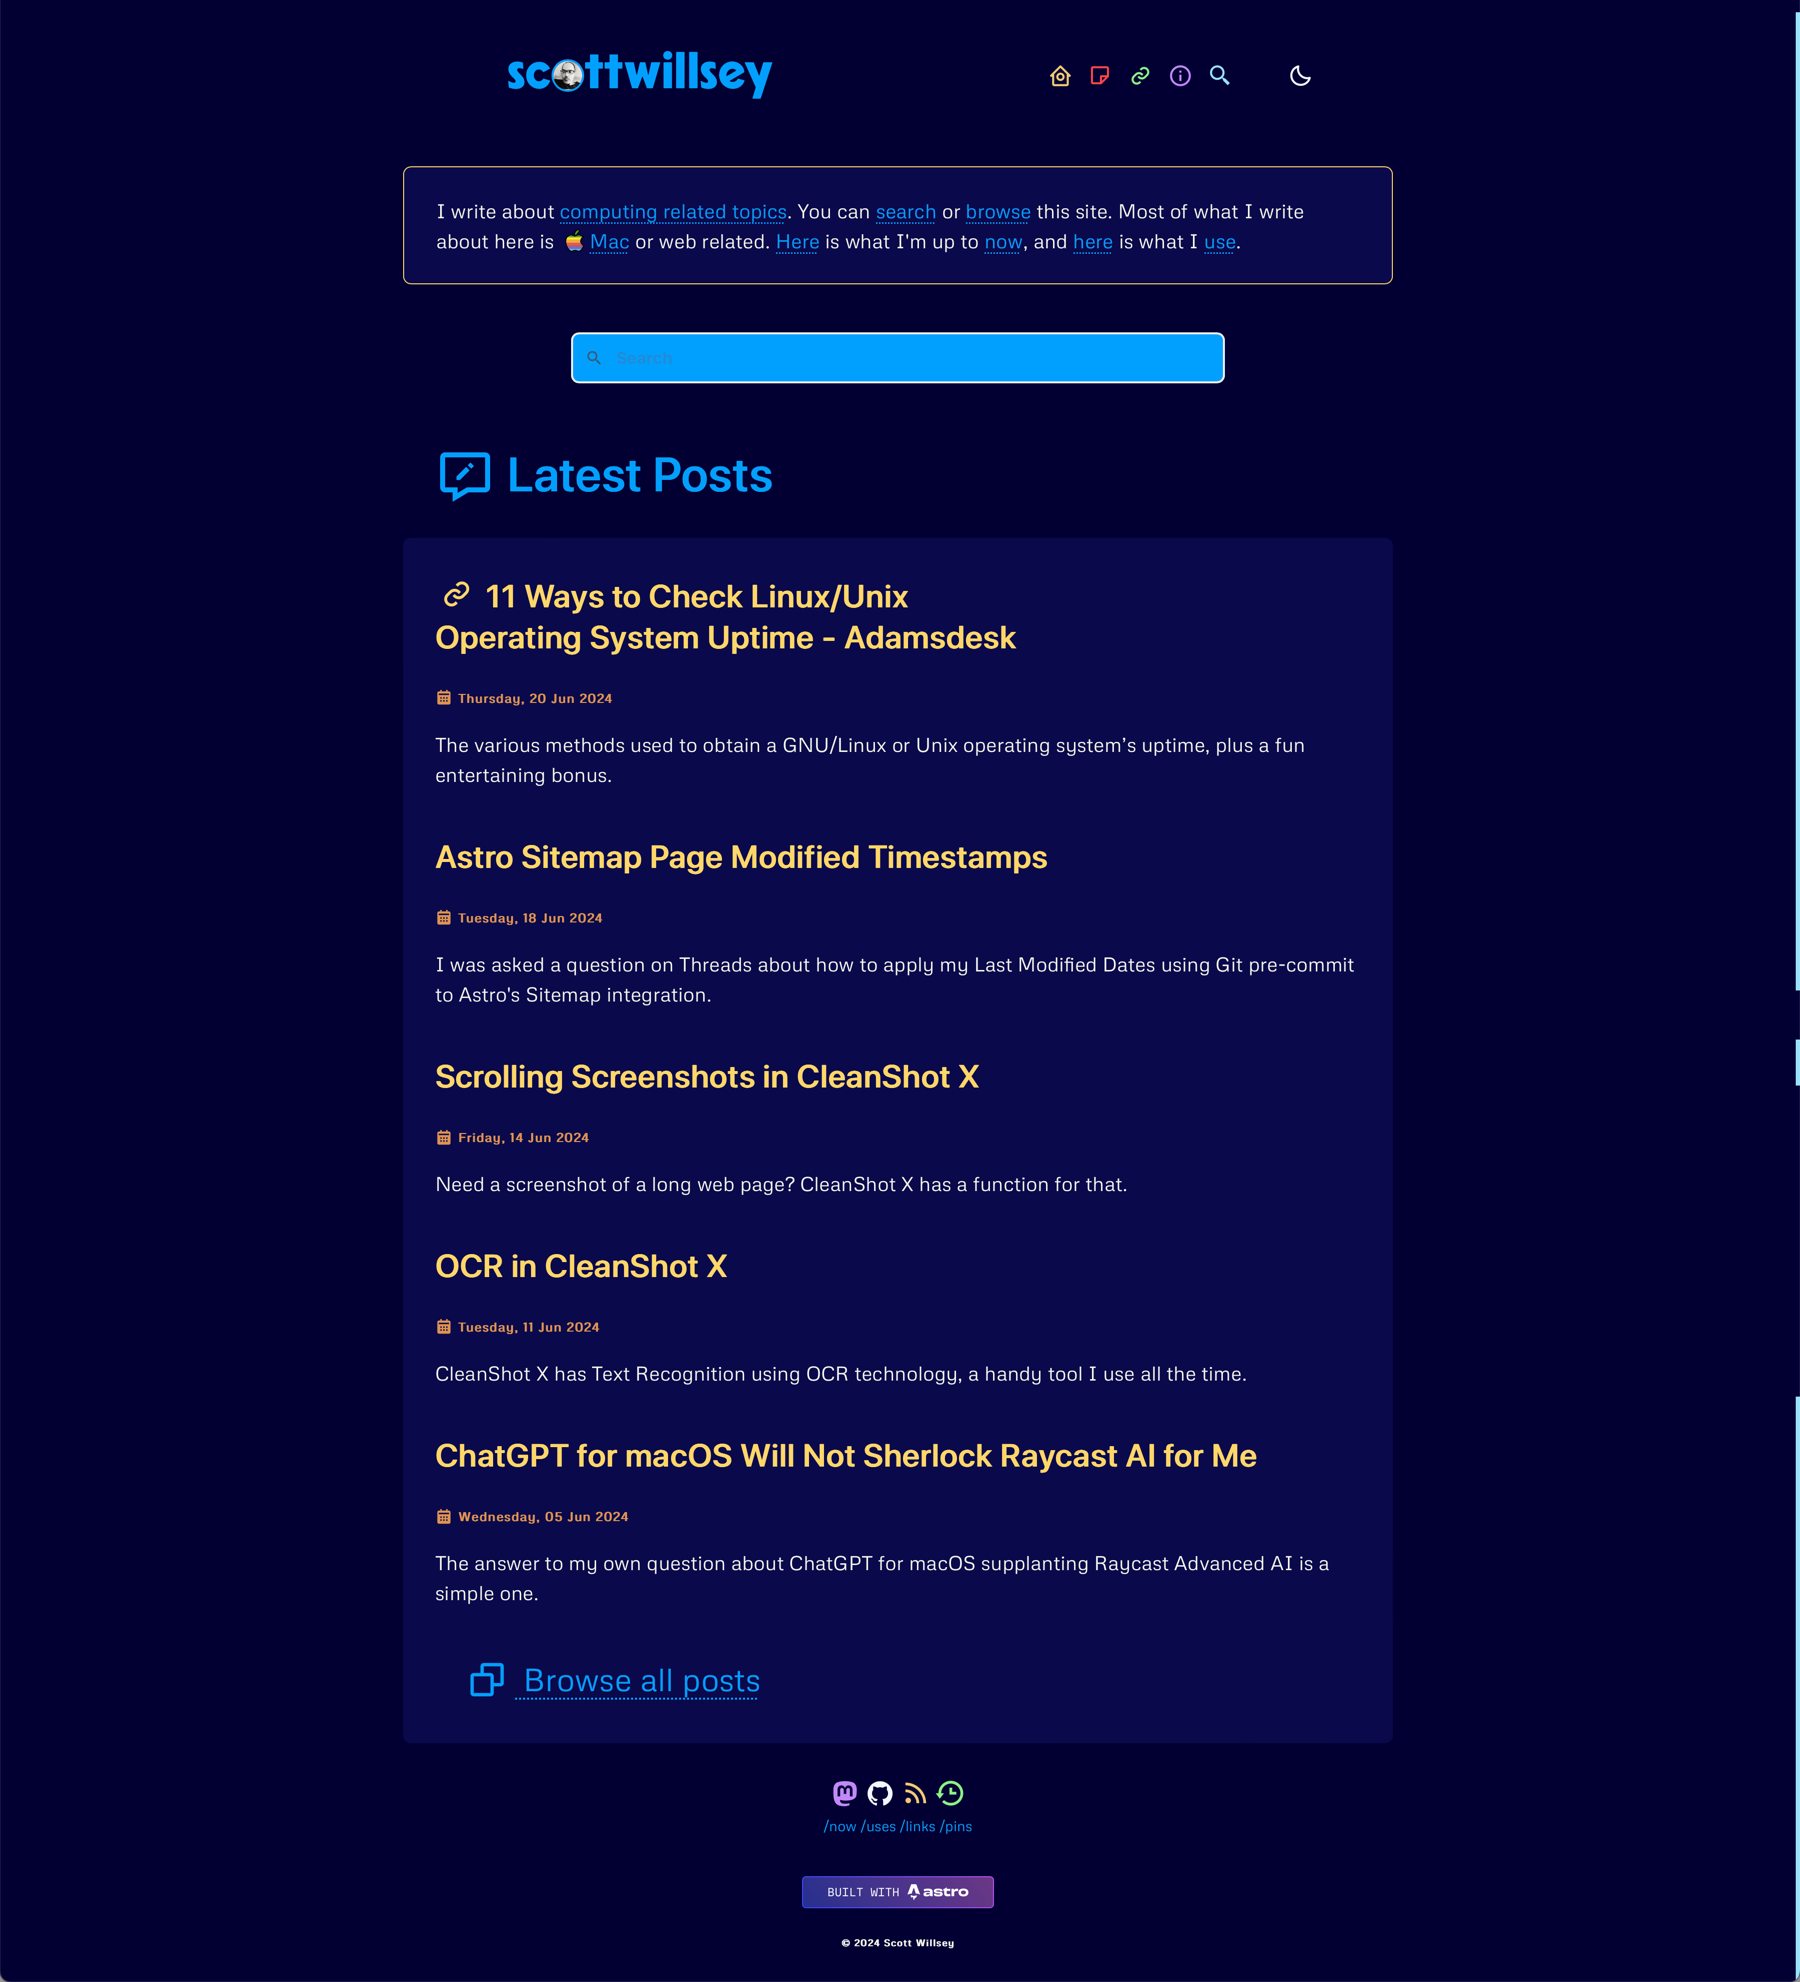 scottwillsey
I write about computing related topics. You can search or browse this site. Most of what I write
about here is Mac or web related. Here is what I'm up to now, and here is what I use.
Search
Latest Posts
11 Ways to Check Linux/Unix
Operating System Uptime - Adamsdesk
Thursday, 20 Jun 2024
The various methods used to obtain a GNU/Linux or Unix operating system’s uptime, plus a fun
entertaining bonus.
Astro Sitemap Page Modified Timestamps
Tuesday, 18 Jun 2024
I was asked a question on Threads about how to apply my Last Modified Dates using Git pre-commit
to Astro's Sitemap integration.
Scrolling Screenshots in CleanShot X
Friday, 14 Jun 2024
Need a screenshot of a long web page? CleanShot X has a function for that.
OCR in CleanShot X
Tuesday, 11 Jun 2024
CleanShot X has Text Recognition using OCR technology, a handy tool I use all the time.
ChatGPT for macOS Will Not Sherlock Raycast AI for Me
Wednesday, 05 Jun 2024
The answer to my own question about ChatGPT for macOS supplanting Raycast Advanced AI is a
simple one.
Browse all posts
/now /uses /links /pins
BUILT WITH astro
© 2024 Scott Willsey